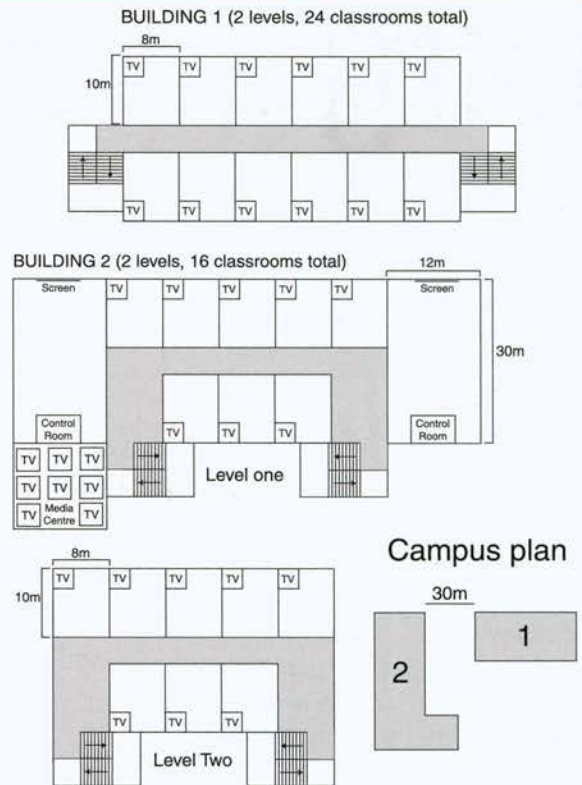 BUILDING 1 (2 levels, 24 classrooms total)
8m
10m
TV TV TV TV TV TV
TV TV TV TV TV TV
BUILDING 2 (2 levels, 16 classrooms total)
12m
Screen TV TV TV TV TV Screen
30m
Control Room TV TV TV Control Room
Level one
TV TV TV
TV TV TV
TV Media Centre TV
8m
10m
TV TV TV TV TV
TV TV TV
Level Two
Campus plan
30m
1
2